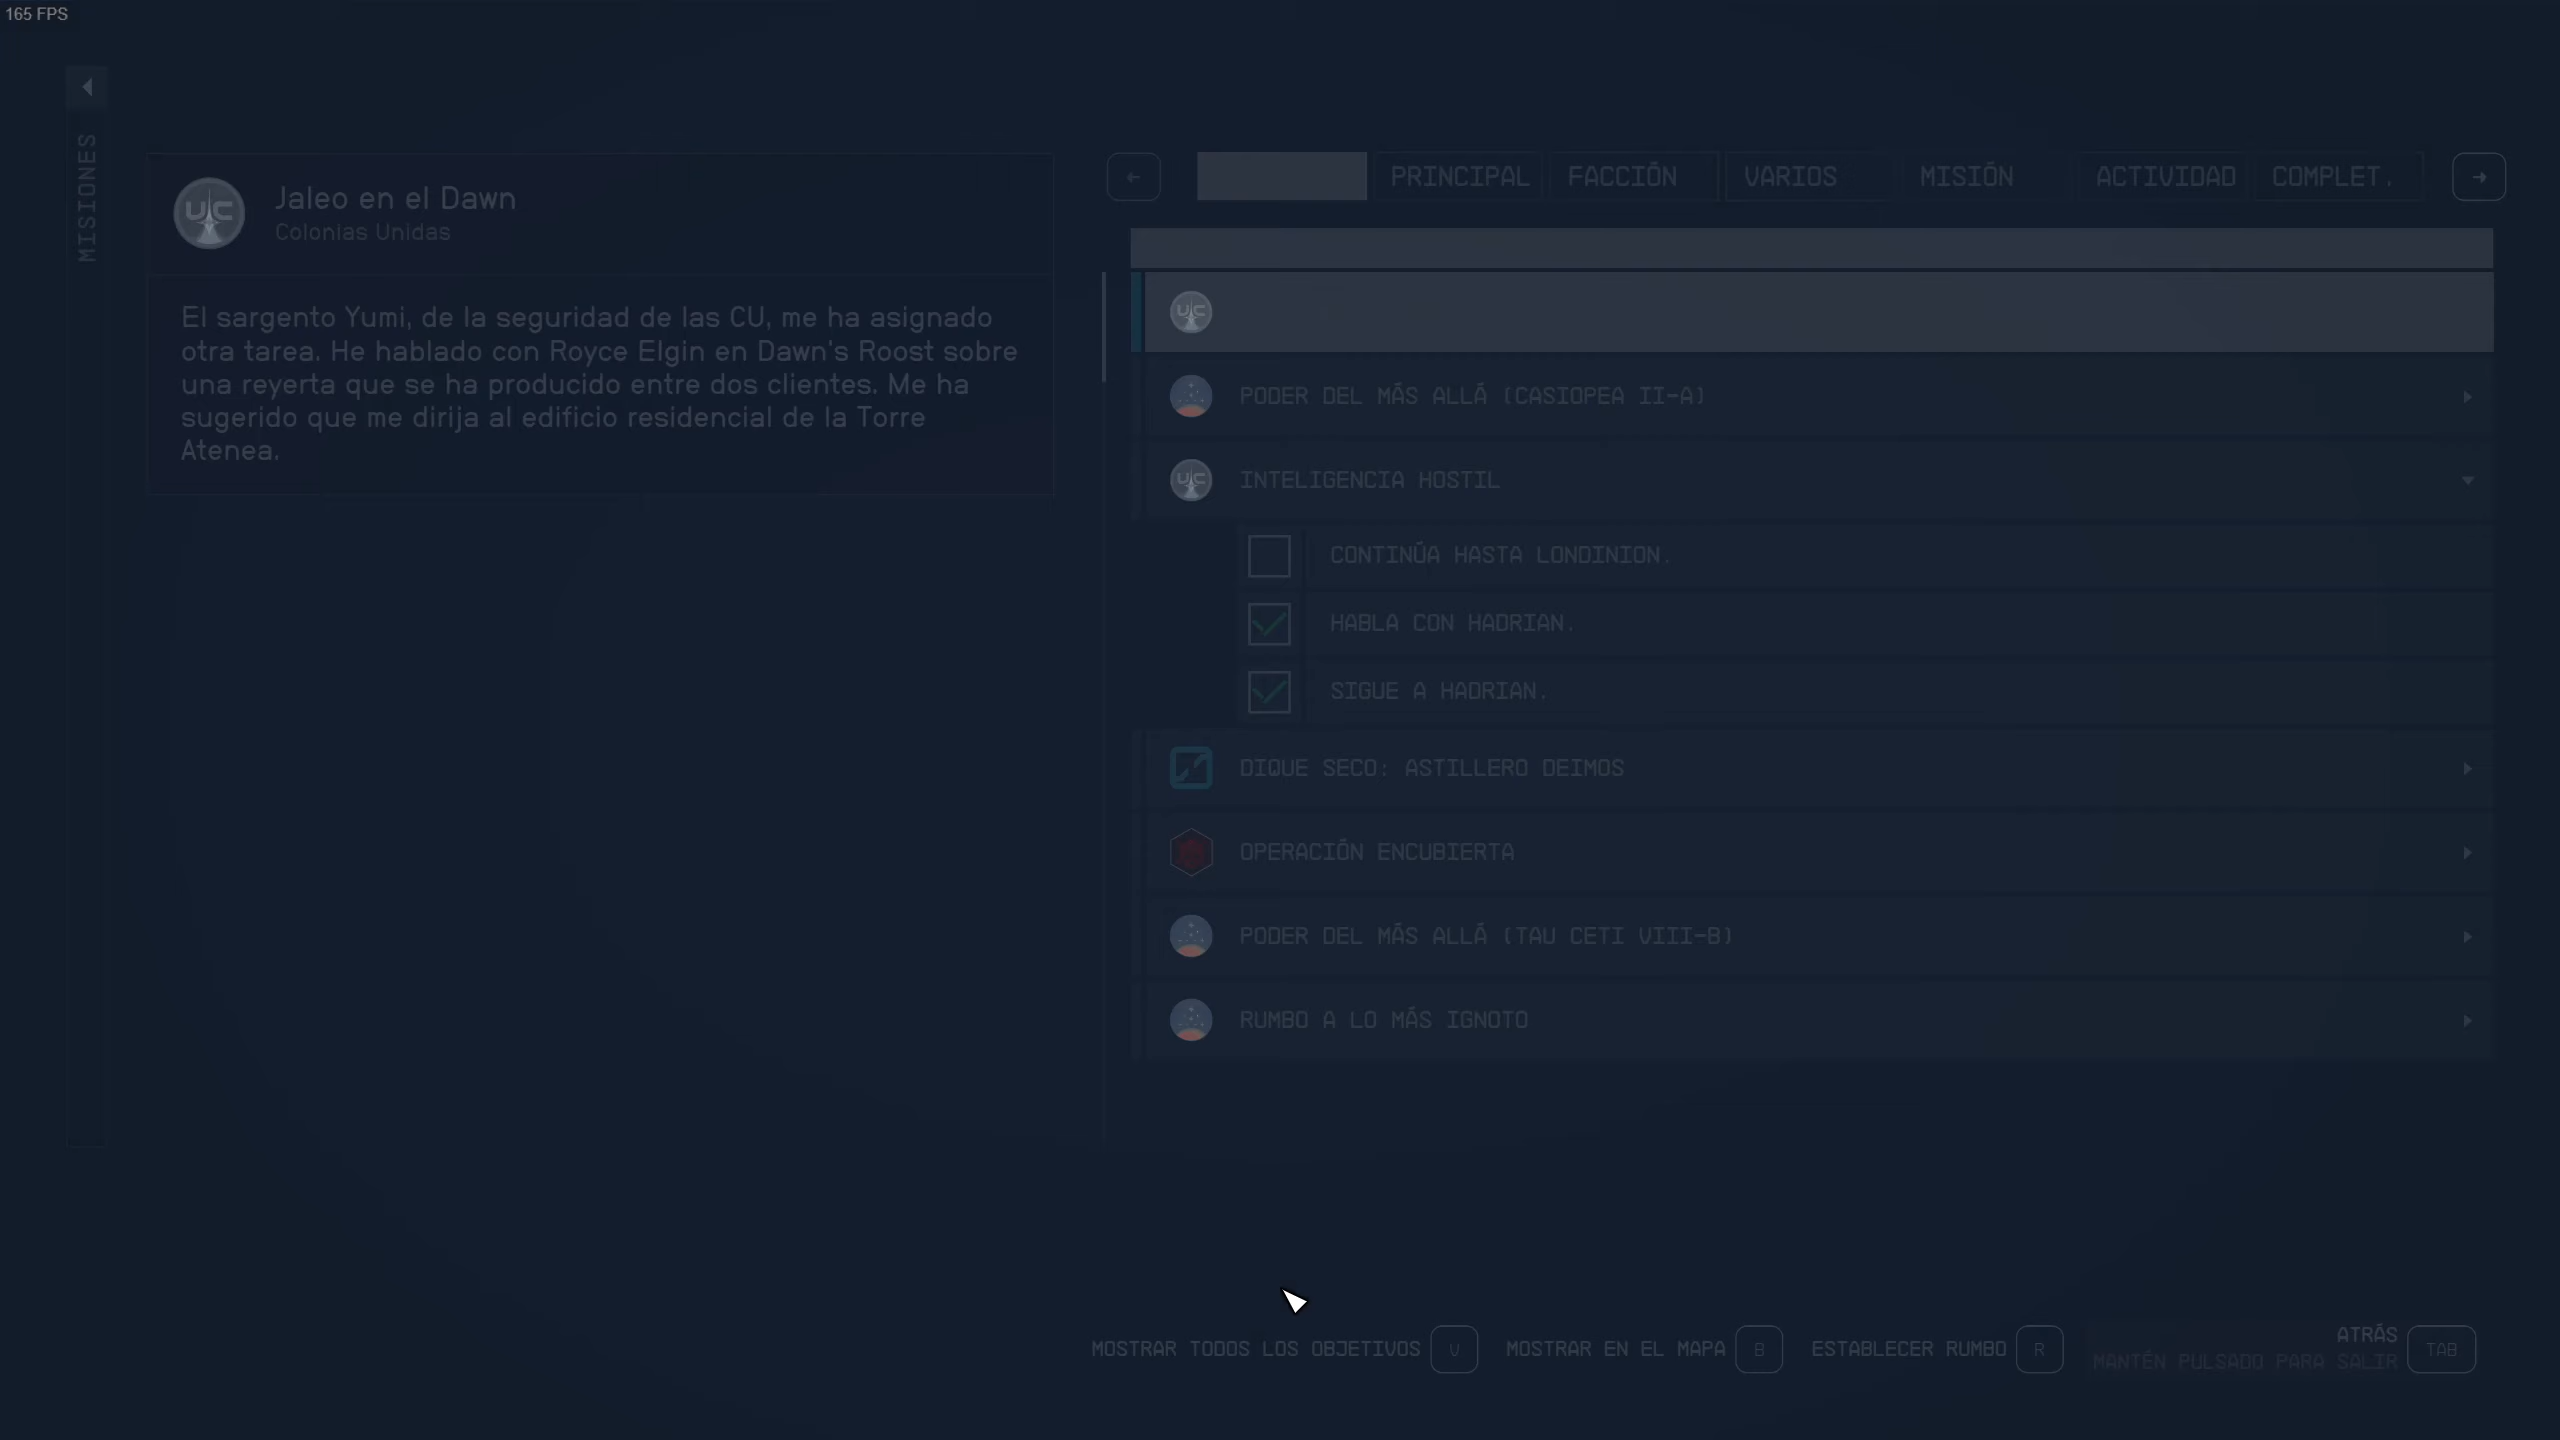 165 FPS
MISIONES
Jaleo en el Dawn
Colonias Unidas
El sargento Yumi, de la seguridad de las CU, me ha asignado
otra tarea. He hablado con Royce Elgin en Dawn's Roost sobre
una reyerta que se ha producido entre dos clientes. Me ha
sugerido que me dirija al edificio residencial de la Torre
Atenea.
PRINCIPAL
FACCIÓN
VARIOS
MISIÓN
ACTIVIDAD
COMPLET.
UC
PODER DEL MÁS ALLÁ (CASIOPEA II-A)
UC
INTELIGENCIA HOSTIL
CONTINÚA HASTA LONDINION.
HABLA CON HADRIAN.
SIGUE A HADRIAN.
DIQUE SECO: ASTILLERO DEIMOS
OPERACIÓN ENCUBIERTA
PODER DEL MÁS ALLÁ (TAU CETI VIII-B)
RUMBO A LO MÁS IGNOTO
MOSTRAR TODOS LOS OBJETIVOS V
MOSTRAR EN EL MAPA B
ESTABLECER RUMBO R
ATRÁS
MANTÉN PULSADO PARA SALIR TAB